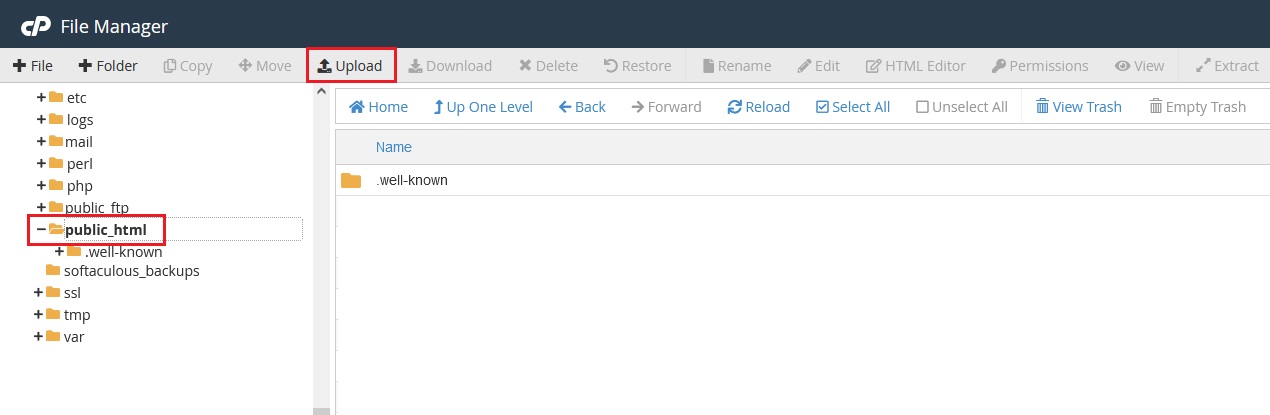 cP File Manager
File Folder Copy Move Upload Download Delete Restore Rename Edit HTML Editor Permissions View Extract
Home Up One Level Back Forward Reload Select All Unselect All View Trash Empty Trash
etc
logs
mail
perl
php
public_ftp
public_html
.well-known
softaculous_backups
ssl
tmp
var
Name
.well-known